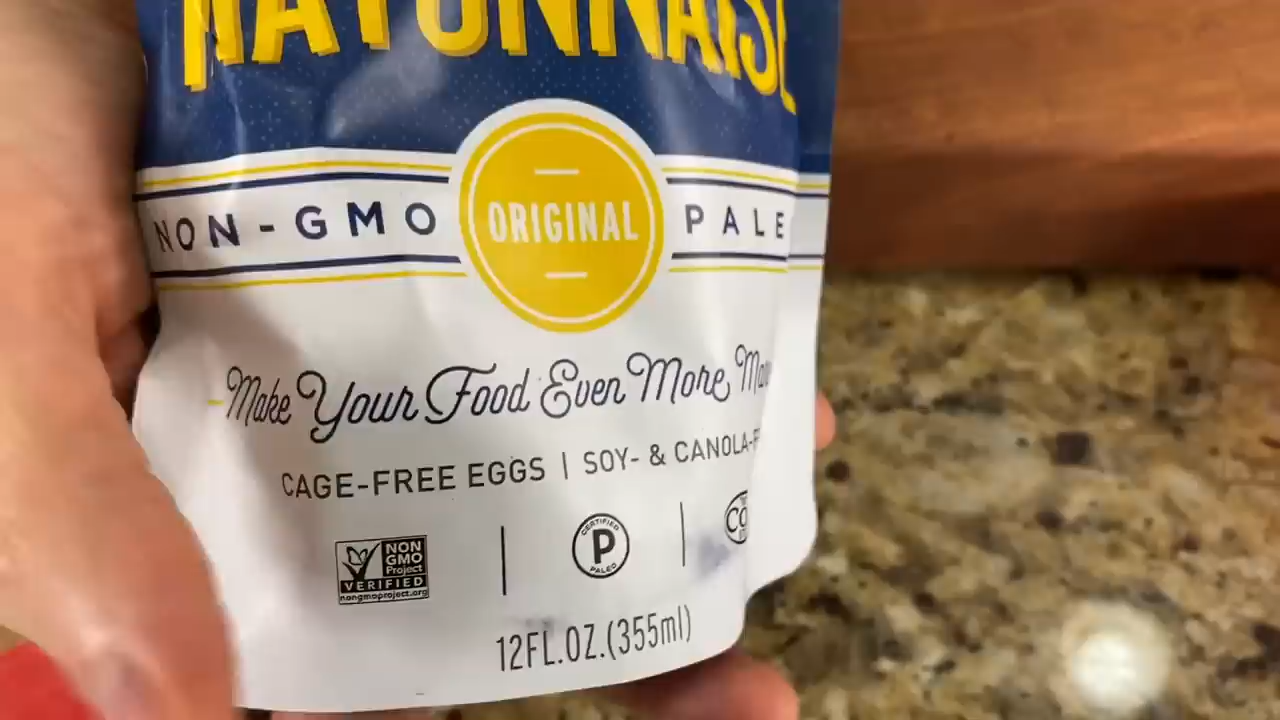 MAYONNAISE
NON-GMO ORIGINAL PALE
Make Your Food Even More
CAGE-FREE EGGS | SOY- & CANOLA-F
NON
GMO
Project
VERIFIED
nongmoproject.org
CERTIFIED
P
PALEO
CO
12FL.OZ.(355ml)